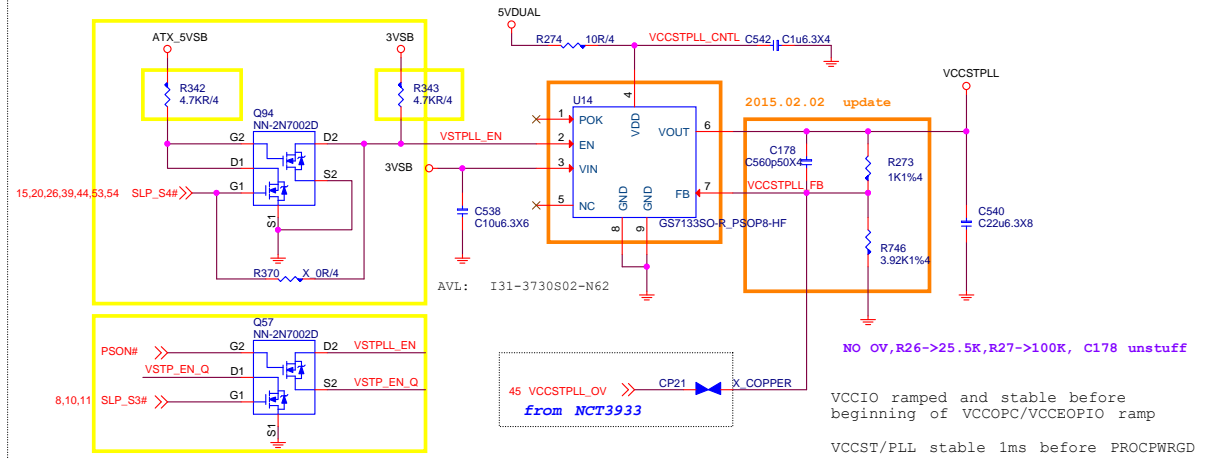 5VDUAL
ATX_5VSB
3VSB
R274
10R/4
VCCSTPLL_CNTL
C542
C1u6.3X4
VCCSTPLL
R342
4.7KR/4
R343
4.7KR/4
U14
2015.02.02 update
Q94
NN-2N7002D
G2
D2
D1
S2
G1
S1
VSTPLL_EN
1
POK
2
EN
3
VIN
5
NC
4
VDD
VOUT
6
FB
7
GND
GND
8
9
GS7133SO-R_PSOP8-HF
C178
C560p50X4
R273
1K1%4
VCCSTPLL_FB
3VSB
15,20,26,39,44,53,54
SLP_S4#
C538
C10u6.3X6
C540
C22u6.3X8
R746
3.92K1%4
R370
X_0R/4
AVL: I31-3730S02-N62
Q57
NN-2N7002D
PSON#
G2
D2
VSTPLL_EN
VSTP_EN_Q
D1
S2
VSTP_EN_Q
8,10,11
SLP_S3#
G1
S1
NO OV,R26->25.5K,R27->100K, C178 unstuff
45
VCCSTPLL_OV
CP21
X_COPPER
from NCT3933
VCCIO ramped and stable before
beginning of VCCOPC/VCCEOPIO ramp
VCCST/PLL stable 1ms before PROCPWRGD